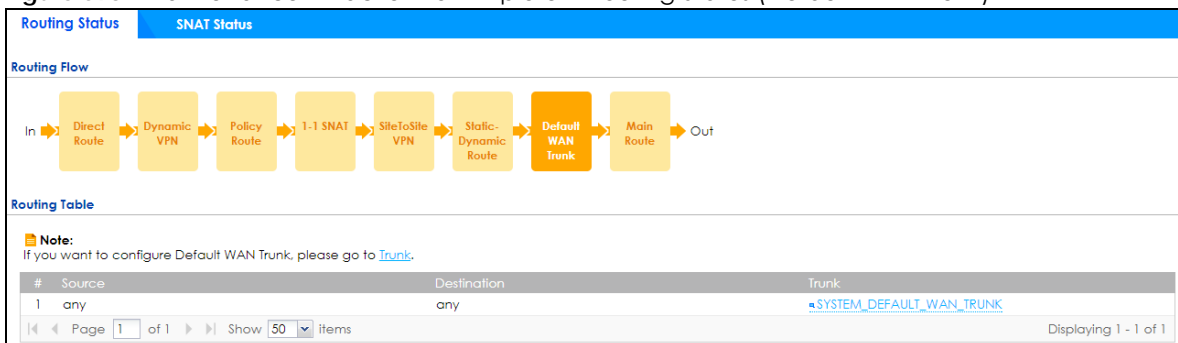 Routing Status SNAT Status
Routing Flow
In Direct Route Dynamic VPN Policy Route 1-1 SNAT SiteToSite VPN Static-Dynamic Route Default WAN Trunk Main Route Out
Routing Table
Note:
If you want to configure Default WAN Trunk, please go to Trunk.
# Source Destination Trunk
1 any any SYSTEM_DEFAULT_WAN_TRUNK
Page 1 of 1 Show 50 items Displaying 1 - 1 of 1